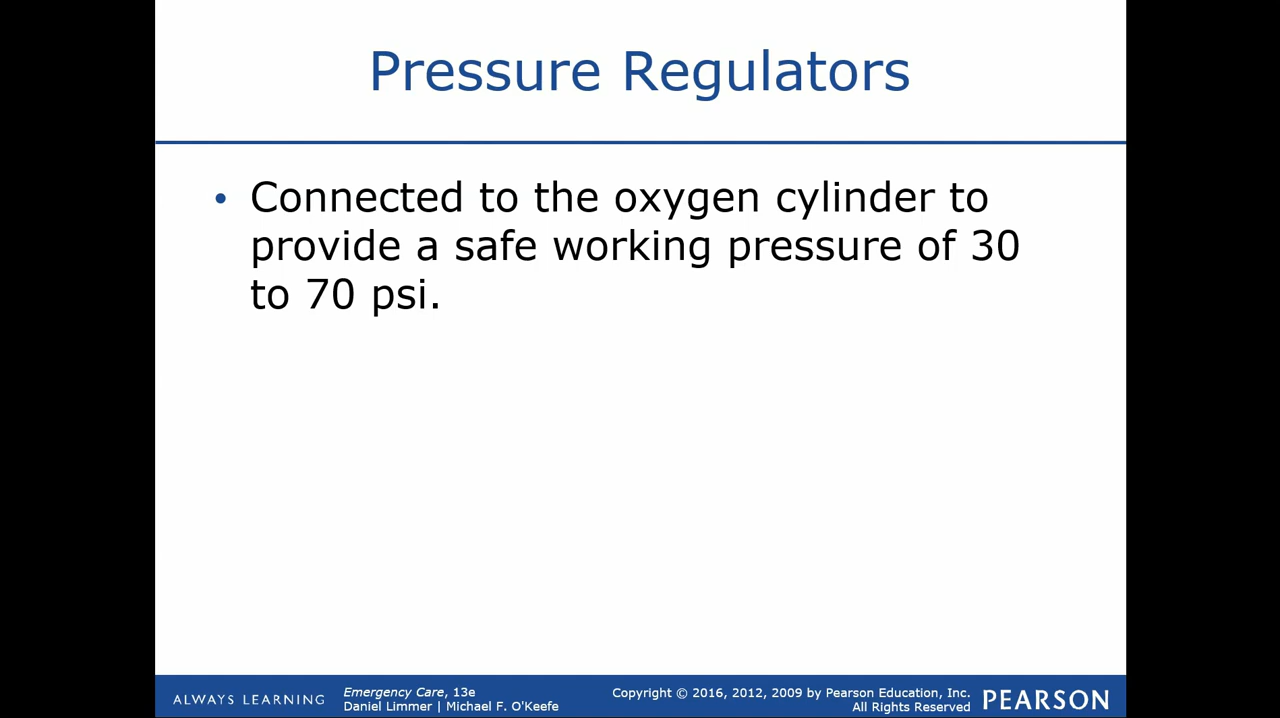 Pressure Regulators
• Connected to the oxygen cylinder to
provide a safe working pressure of 30
to 70 psi.
ALWAYS LEARNING
Emergency Care, 13e
Daniel Limmer | Michael F. O'Keefe
Copyright © 2016, 2012, 2009 by Pearson Education, Inc.
All Rights Reserved
PEARSON